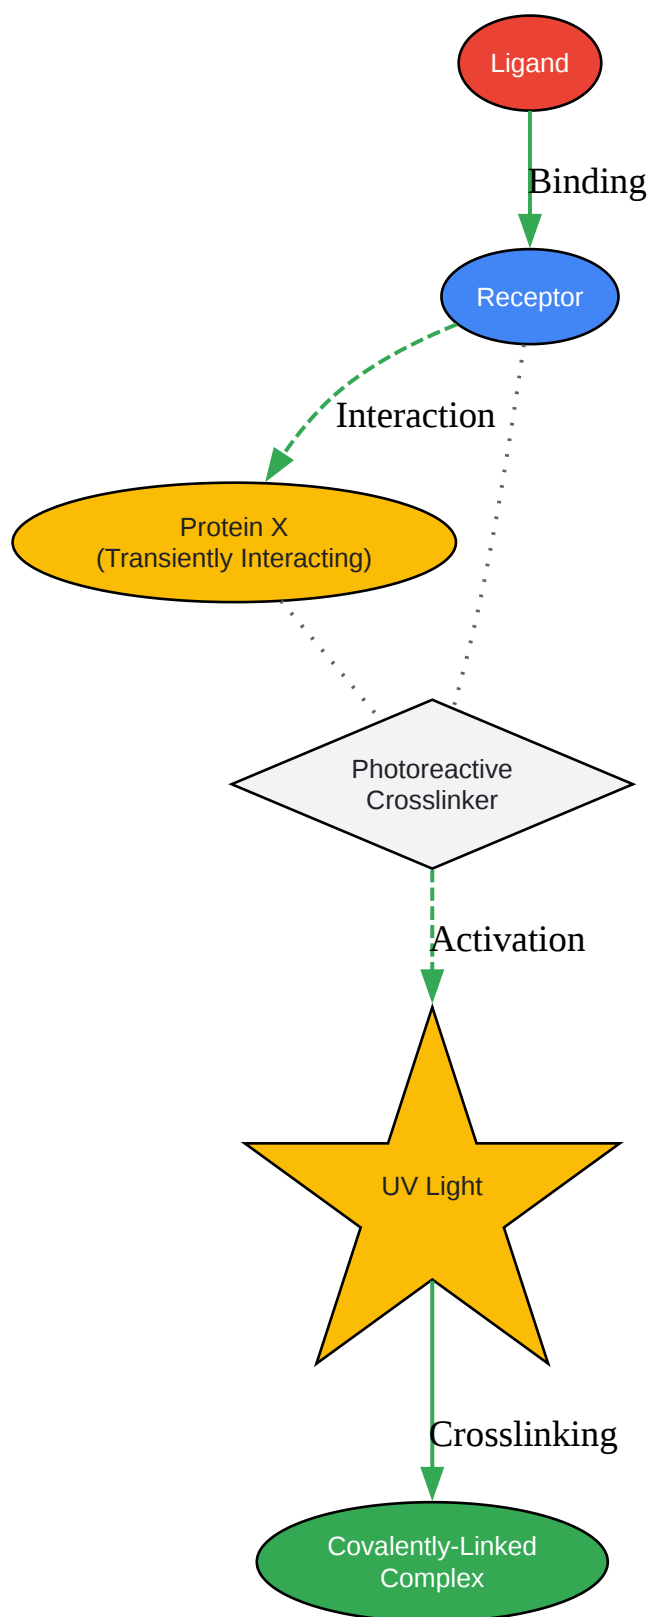 Ligand
Binding
Receptor
Interaction
Protein X
(Transiently Interacting)
Photoreactive
Crosslinker
Activation
UV Light
Crosslinking
Covalently-Linked
Complex